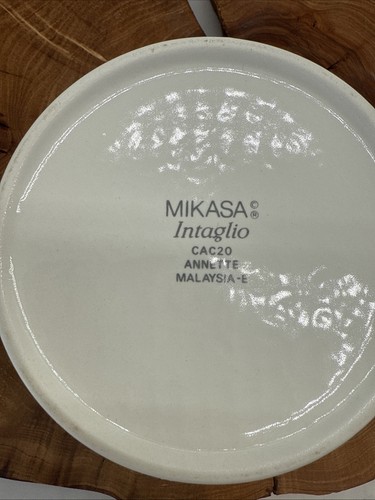 MIKASA©®
Intaglio
CAC20
ANNETTE
MALAYSIA-E